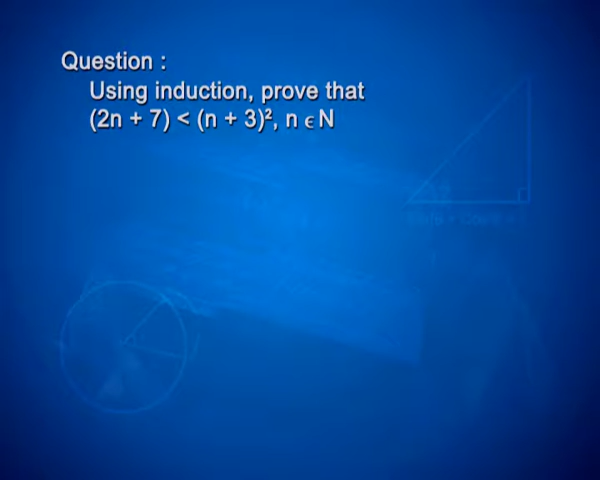 Question :
Using induction, prove that
(2n + 7) < (n + 3)², n ϵ N